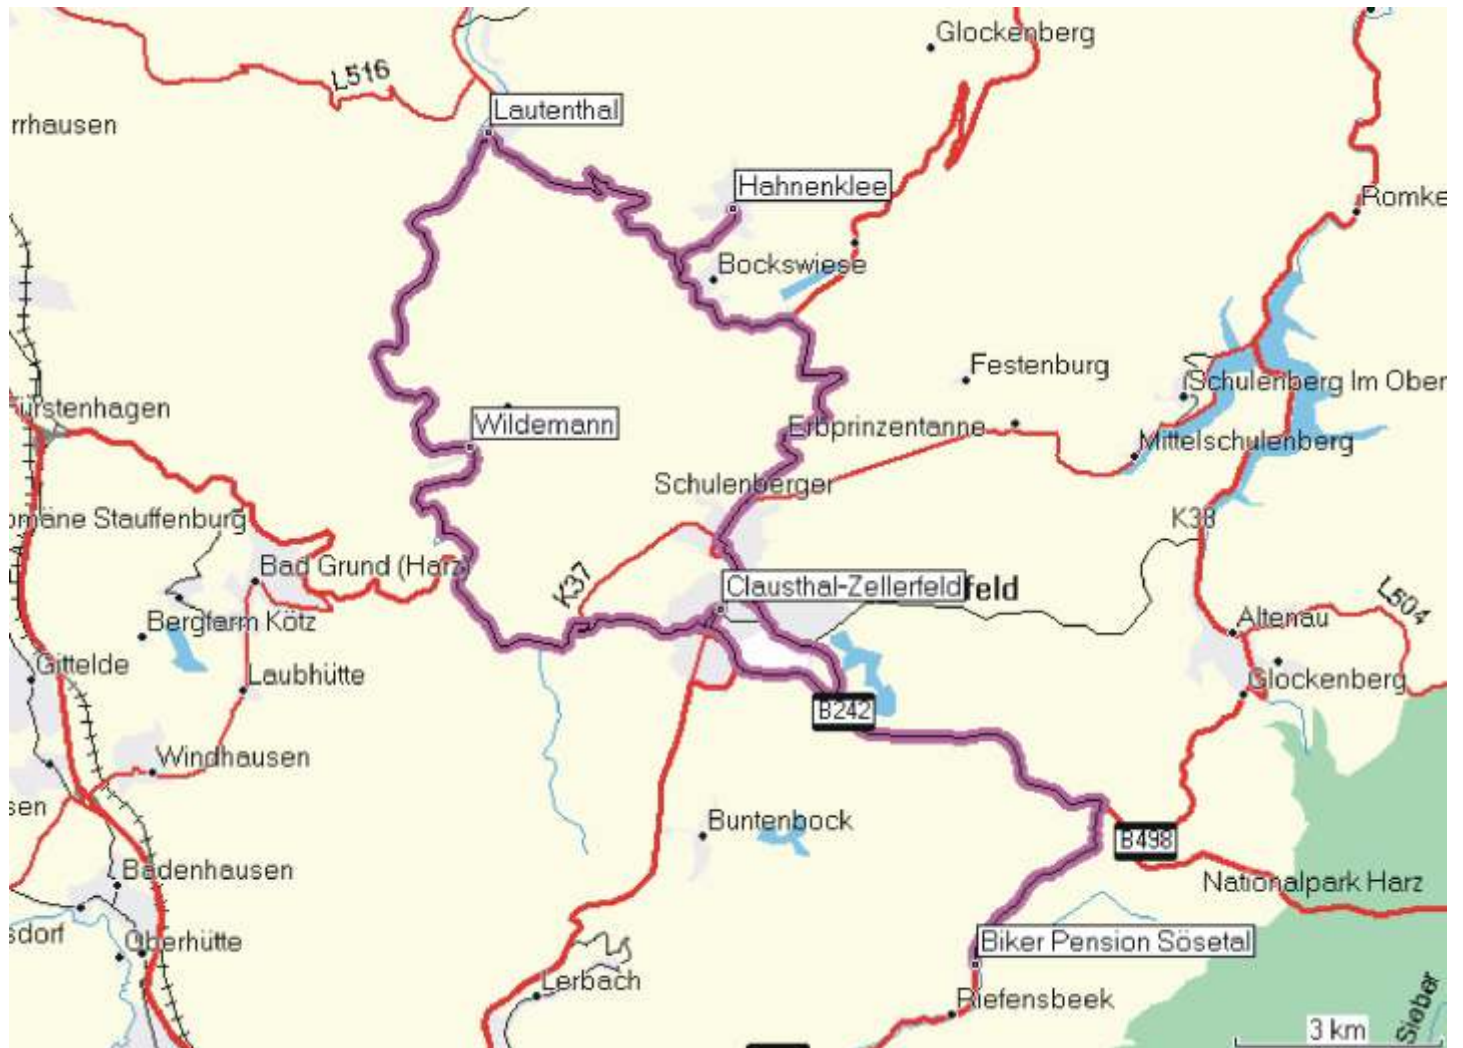 Glockenberg
L516
Lautenthal
rrhausen
Hahnenklee
Romke
Bockswiese
Festenburg
Schulenberg Im Ober
ürstenhagen
Wildemann
Erbprinzentanne
Mittelschulenberg
Schulenberger
omäne Stauffenburg
K38
Bad Grund (Harz)
K37
Clausthal-Zellerfeld
feld
L504
Bergfarm Kötz
Altenau
Gittelde
Laubhütte
Glockenberg
B242
Windhausen
sen
Buntenbock
B498
Badenhausen
Nationalpark Harz
sdorf
Oberhütte
Biker Pension Sösetal
Lerbach
Riefensbeek
Sieber
3 km